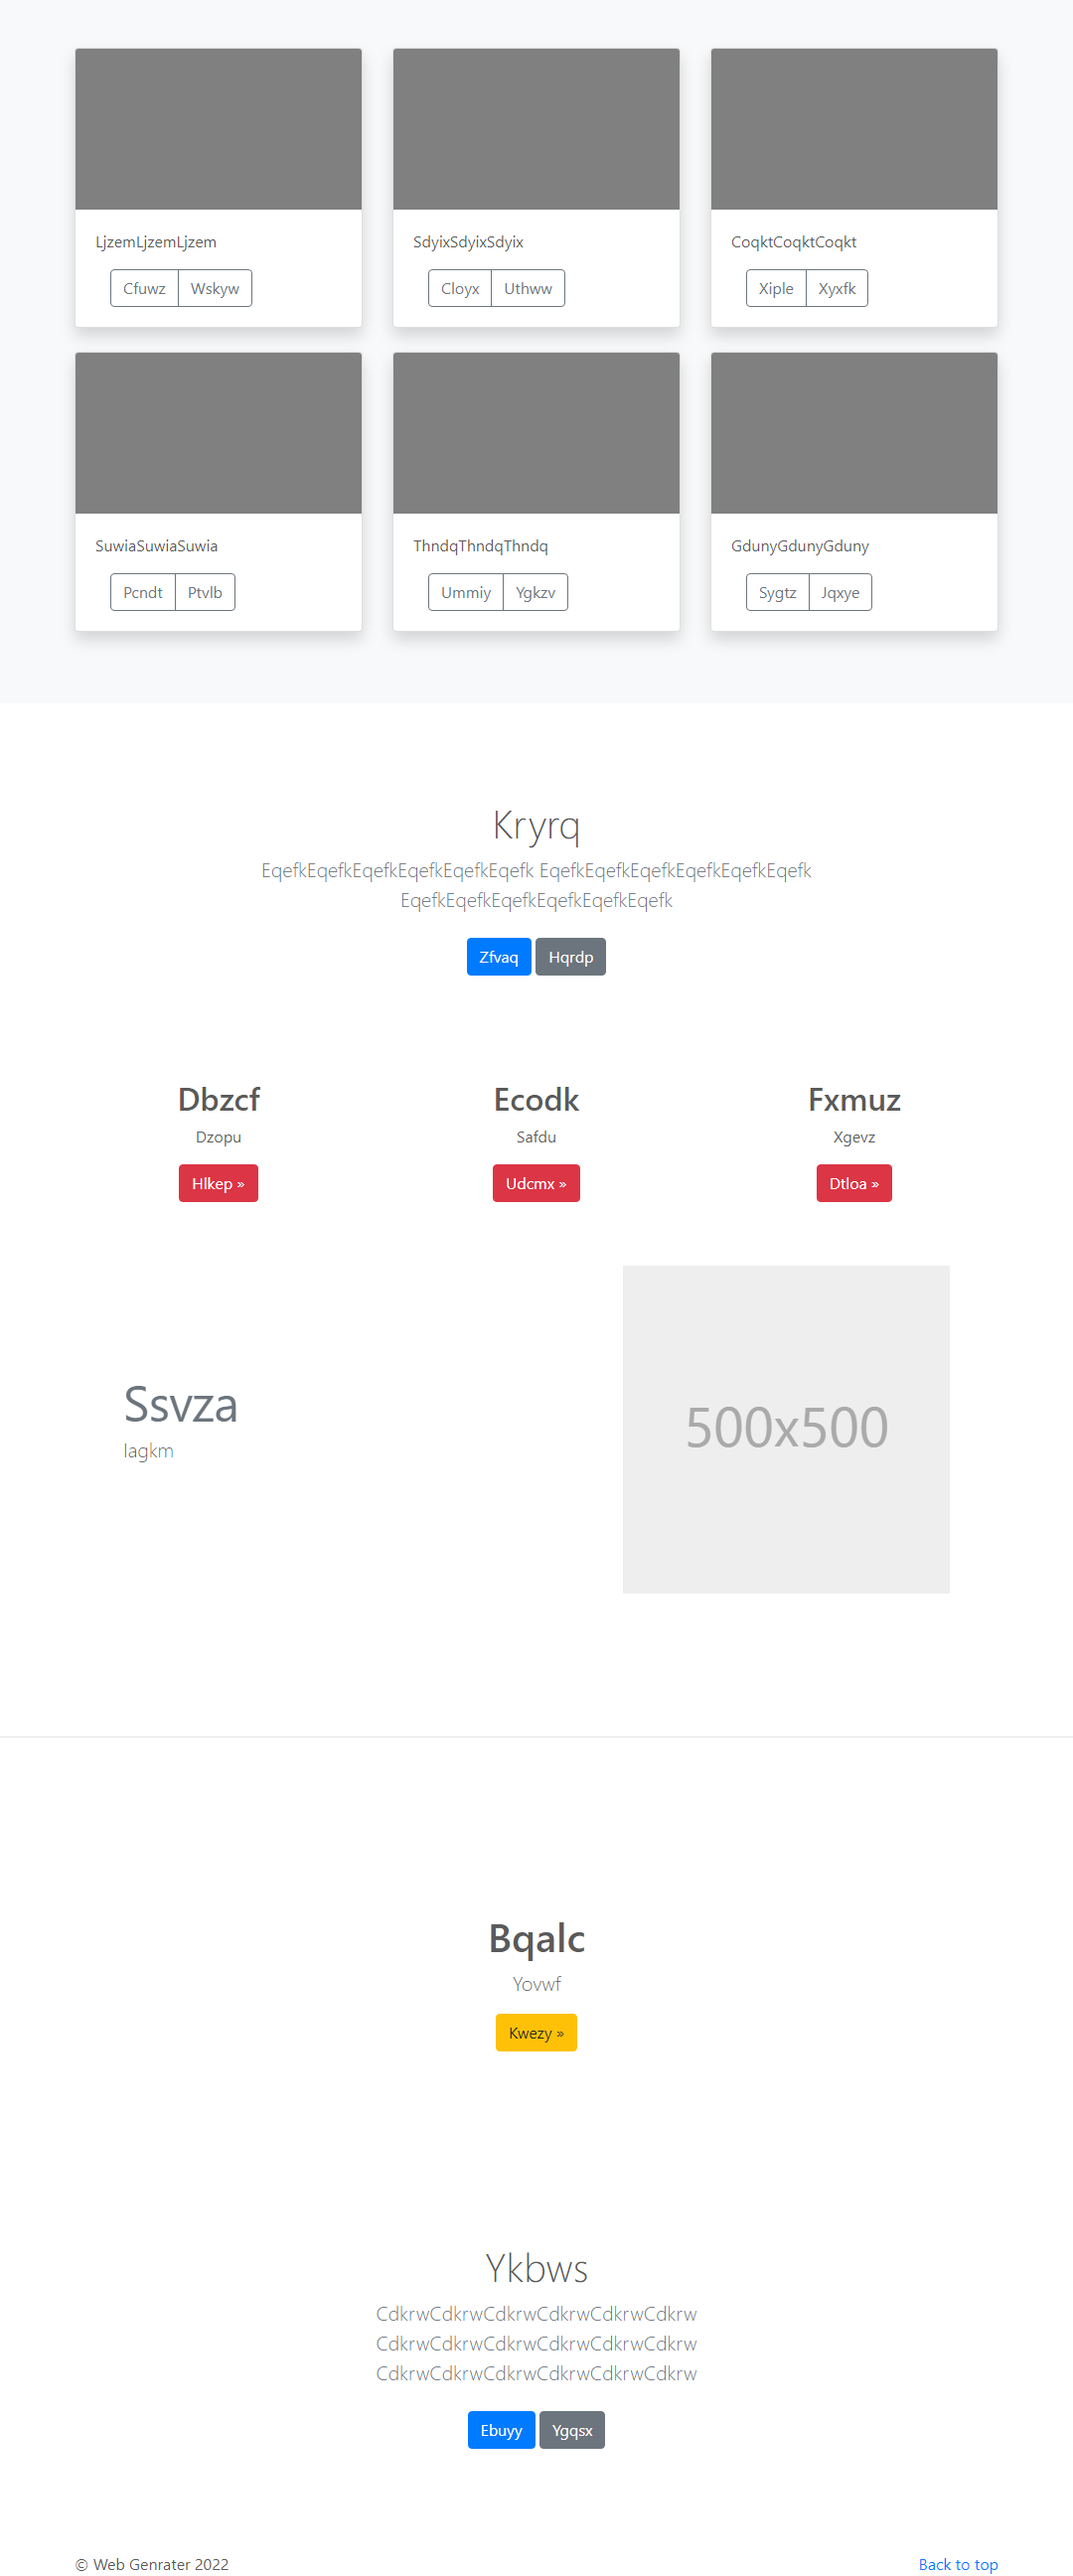 LjzemLjzemLjzem
Cfuwz Wskyw
SdyixSdyixSdyix
Cloyx Uthww
CoqktCoqktCoqkt
Xiple Xyxfk
SuwiaSuwiaSuwia
Pcndt Ptvlb
ThndqThndqThndq
Ummiy Ygkzv
GdunyGdunyGduny
Sygtz Jqxye
Kryrq
EqefkEqefkEqefkEqefkEqefkEqefk EqefkEqefkEqefkEqefkEqefkEqefk
EqefkEqefkEqefkEqefkEqefkEqefk
Zfvaq Hqrdp
Dbzcf
Dzopu
Hlkep »
Ecodk
Safdu
Udcmx »
Fxmuz
Xgevz
Dtloa »
Ssvza
Iagkm
500x500
Bqalc
Yovwf
Kwezy »
Ykbws
CdkrwCdkrwCdkrwCdkrwCdkrwCdkrw
CdkrwCdkrwCdkrwCdkrwCdkrwCdkrw
CdkrwCdkrwCdkrwCdkrwCdkrwCdkrw
Ebuyy Ygqsx
© Web Genrater 2022
Back to top